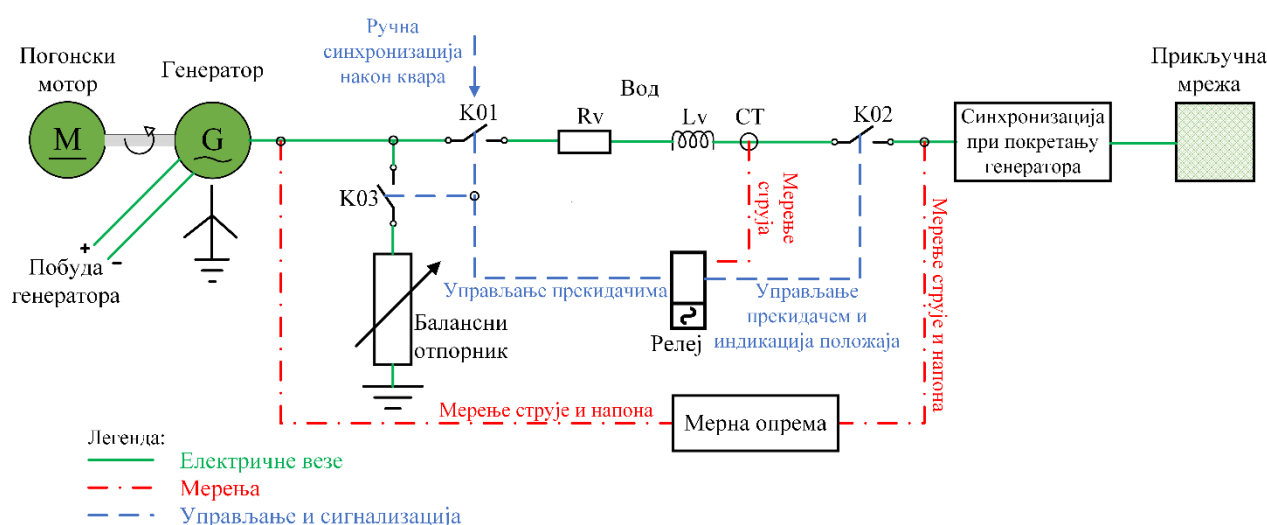 Ручна
синхронизација
након квара
Погонски
мотор
Генератор
Вод
Прикључна
мрежа
K01
Rv
Lv
CT
K02
M
G
Синхронизација
при покретању
генератора
K03
Мерење
струја
Мерење струје и напона
+
–
Побуда
генератора
Управљање прекидачима
Управљање
прекидачем и
индикација положаја
Балансни
отпорник
Релеј
Мерење струје и напона
Мерна опрема
Легенда:
Електричне везе
Мерења
Управљање и сигнализација